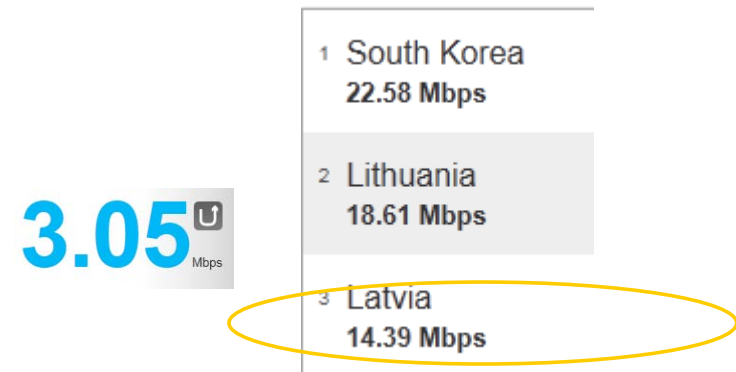 1 South Korea
22.58 Mbps
2 Lithuania
18.61 Mbps
3.05
Mbps
3 Latvia
14.39 Mbps